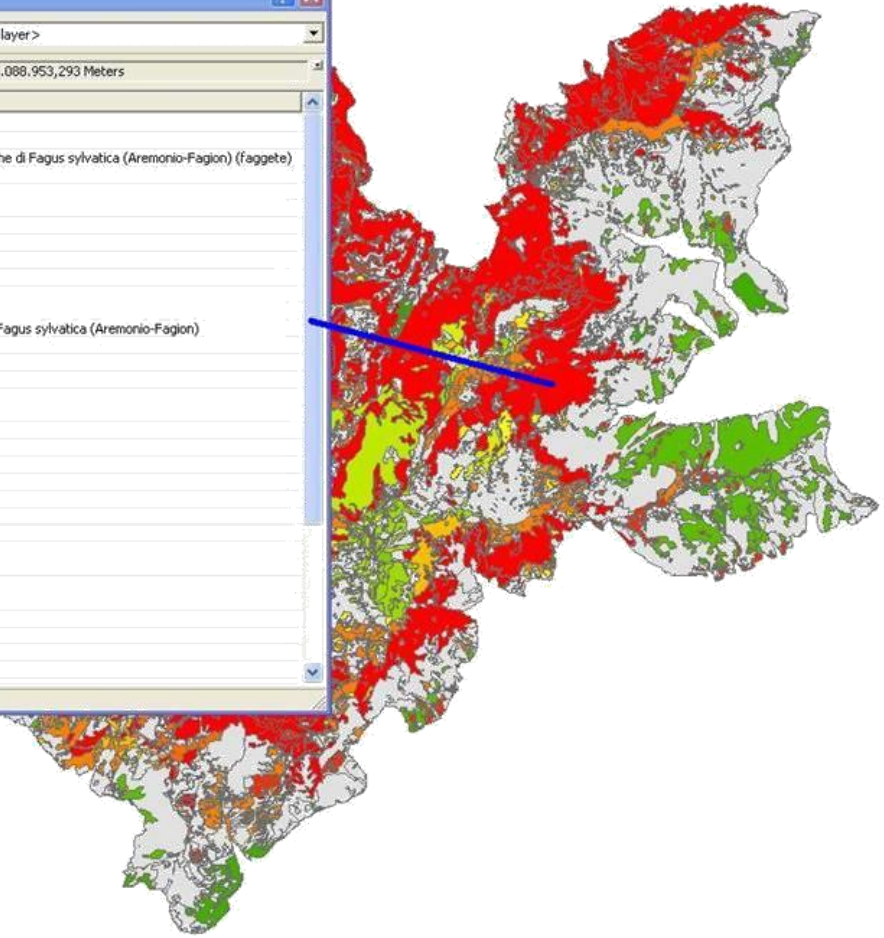 layer>
.088.953,293 Meters
he di Fagus sylvatica (Aremonio-Fagion) (faggete)
Fagus sylvatica (Aremonio-Fagion)